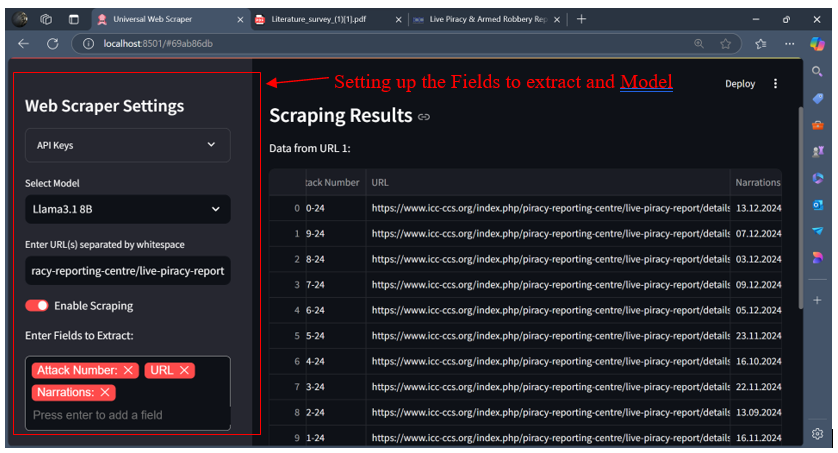 Universal Web Scraper
Literature_survey_(1)[1].pdf
Live Piracy & Armed Robbery Rep
localhost:8501/#69ab86db
Setting up the Fields to extract and Model
Deploy
Web Scraper Settings
API Keys
Select Model
Llama3.1 8B
Enter URL(s) separated by whitespace
racy-reporting-centre/live-piracy-report
Enable Scraping
Enter Fields to Extract:
Attack Number: URL
Narrations:
Press enter to add a field
Scraping Results
Data from URL 1:
tack Number URL Narrations
0 0-24 https://www.icc-ccs.org/index.php/piracy-reporting-centre/live-piracy-report/details 13.12.2024
1 9-24 https://www.icc-ccs.org/index.php/piracy-reporting-centre/live-piracy-report/details 07.12.2024
2 8-24 https://www.icc-ccs.org/index.php/piracy-reporting-centre/live-piracy-report/details 03.12.2024
3 7-24 https://www.icc-ccs.org/index.php/piracy-reporting-centre/live-piracy-report/details 09.12.2024
4 6-24 https://www.icc-ccs.org/index.php/piracy-reporting-centre/live-piracy-report/details 05.12.2024
5 5-24 https://www.icc-ccs.org/index.php/piracy-reporting-centre/live-piracy-report/details 23.11.2024
6 4-24 https://www.icc-ccs.org/index.php/piracy-reporting-centre/live-piracy-report/details 16.10.2024
7 3-24 https://www.icc-ccs.org/index.php/piracy-reporting-centre/live-piracy-report/details 22.11.2024
8 2-24 https://www.icc-ccs.org/index.php/piracy-reporting-centre/live-piracy-report/details 13.09.2024
9 1-24 https://www.icc-ccs.org/index.php/piracy-reporting-centre/live-piracy-report/details 16.11.2024